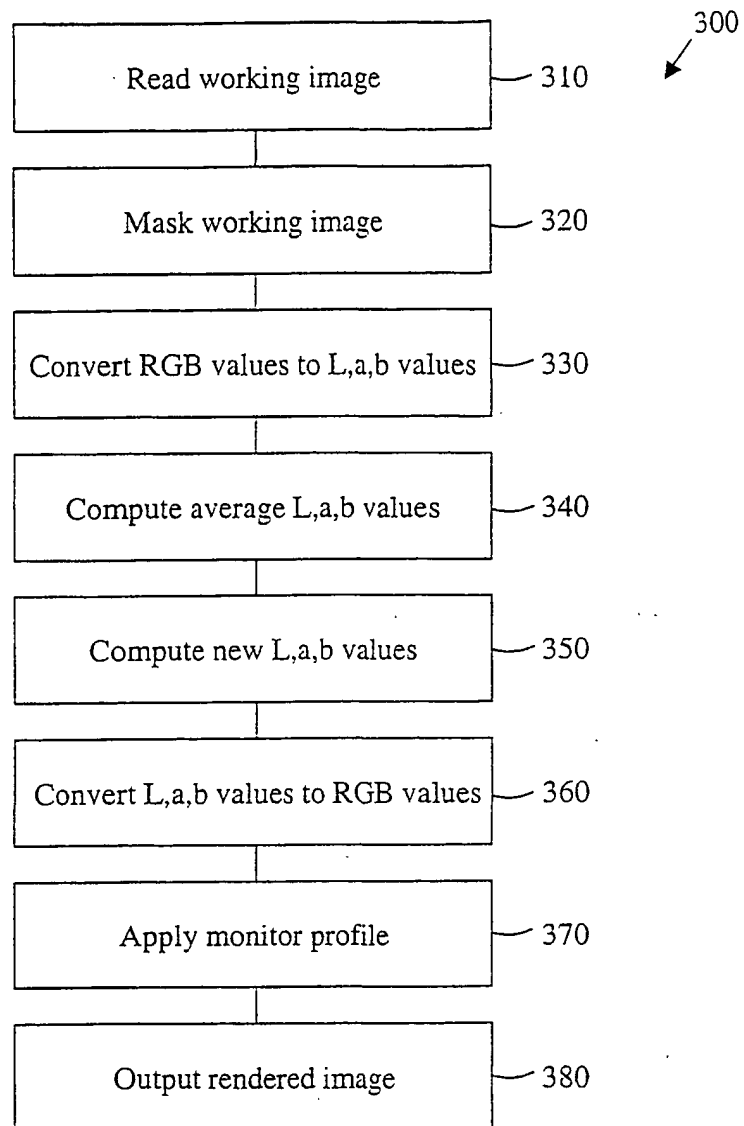 300
Read working image 310
Mask working image 320
Convert RGB values to L,a,b values 330
Compute average L,a,b values 340
Compute new L,a,b values 350
Convert L,a,b values to RGB values 360
Apply monitor profile 370
Output rendered image 380